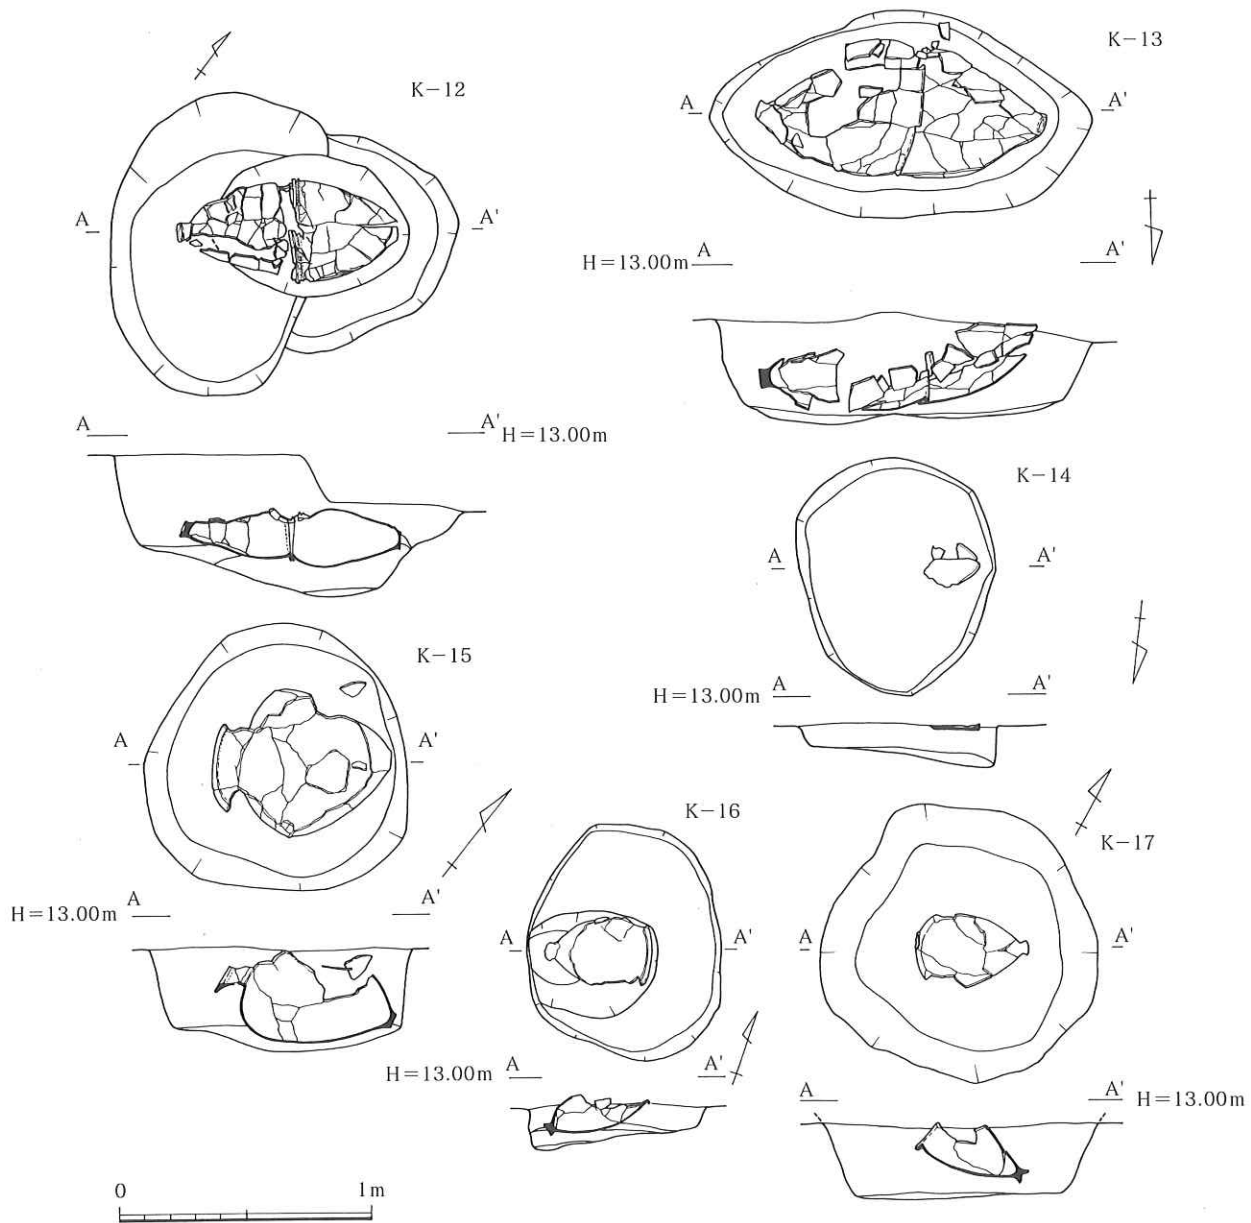 K-12
A A'
A A' H=13.00m
K-13
A A'
H=13.00m A A'
K-14
A A'
H=13.00m A A'
K-15
A A'
H=13.00m A A'
K-16
A A'
H=13.00m A A'
K-17
A A'
A A' H=13.00m
0 1m